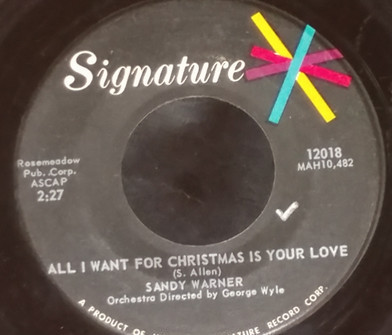 Signature
Rosemeadow
Pub. Corp.
ASCAP
2:27
12018
MAH10,482
ALL I WANT FOR CHRISTMAS IS YOUR LOVE
(S. Allen)
SANDY WARNER
Orchestra Directed by George Wyle
A PRODUCT OF RECORD CORP.